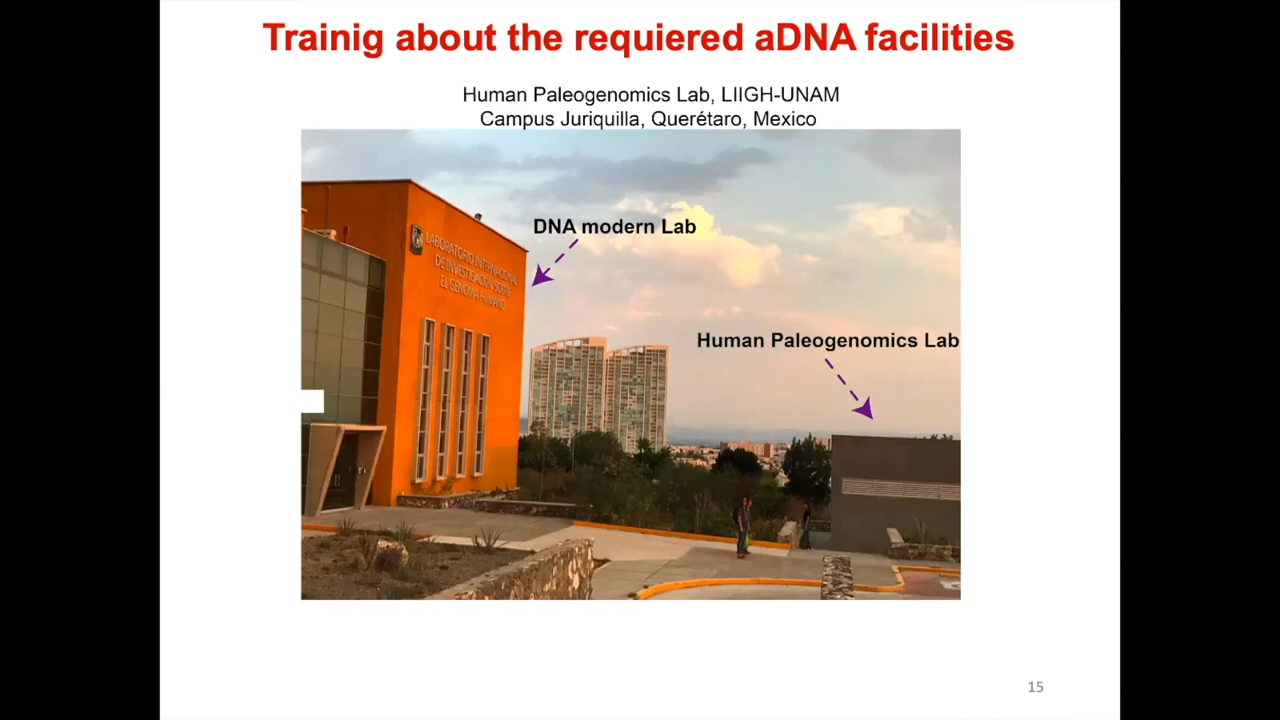 Trainig about the requiered aDNA facilities
Human Paleogenomics Lab, LIIGH-UNAM
Campus Juriquilla, Querétaro, Mexico
DNA modern Lab
LABORATORIO INTERNACIONAL
DE INVESTIGACIÓN SOBRE
EL GENOMA HUMANO
Human Paleogenomics Lab
15